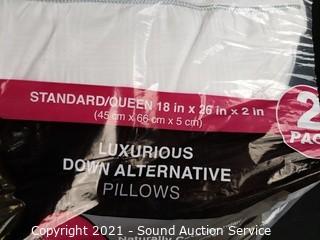 STANDARD/QUEEN 18 in x 26 in x 2 in
(45 cm x 66 cm x 5 cm)
2
PAC
LUXURIOUS
DOWN ALTERNATIVE
PILLOWS
Naturally
Copyright 2021 - Sound Auction Service